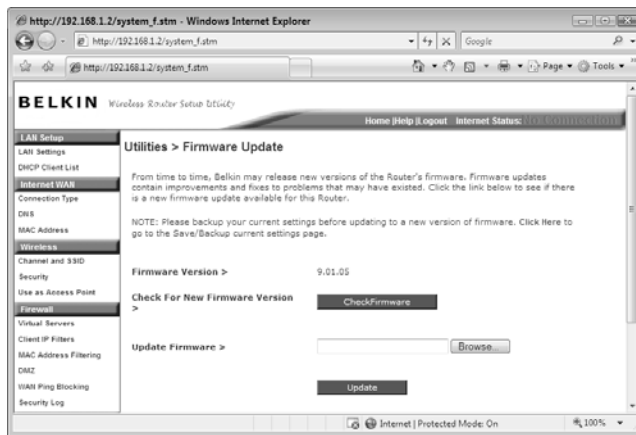 http://192.168.1.2/system_f.stm - Windows Internet Explorer
http://192.168.1.2/system_f.stm
Google
http://192.168.1.2/system_f.stm
Page
Tools
BELKIN Wireless Router Setup Utility
Home |Help |Logout Internet Status: No Connection
LAN Setup
LAN Settings
DHCP Client List
Internet WAN
Connection Type
DNS
MAC Address
Wireless
Channel and SSID
Security
Use as Access Point
Firewall
Virtual Servers
Client IP Filters
MAC Address Filtering
DMZ
WAN Ping Blocking
Security Log
Utilities > Firmware Update
From time to time, Belkin may release new versions of the Router's firmware. Firmware updates
contain improvements and fixes to problems that may have existed. Click the link below to see if there
is a new firmware update available for this Router.
NOTE: Please backup your current settings before updating to a new version of firmware. Click Here to
go to the Save/Backup current settings page.
Firmware Version > 9.01.05
Check For New Firmware Version
> CheckFirmware
Update Firmware > Browse...
Update
Internet | Protected Mode: On 100%